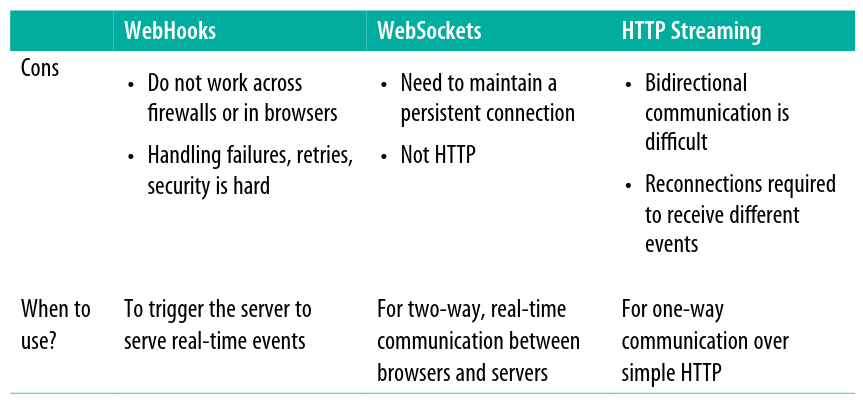 WebHooks WebSockets HTTP Streaming
Cons
• Do not work across
firewalls or in browsers
• Handling failures, retries,
security is hard
• Need to maintain a
persistent connection
• Not HTTP
• Bidirectional
communication is
difficult
• Reconnections required
to receive different
events
When to
use?
To trigger the server to
serve real-time events
For two-way, real-time
communication between
browsers and servers
For one-way
communication over
simple HTTP